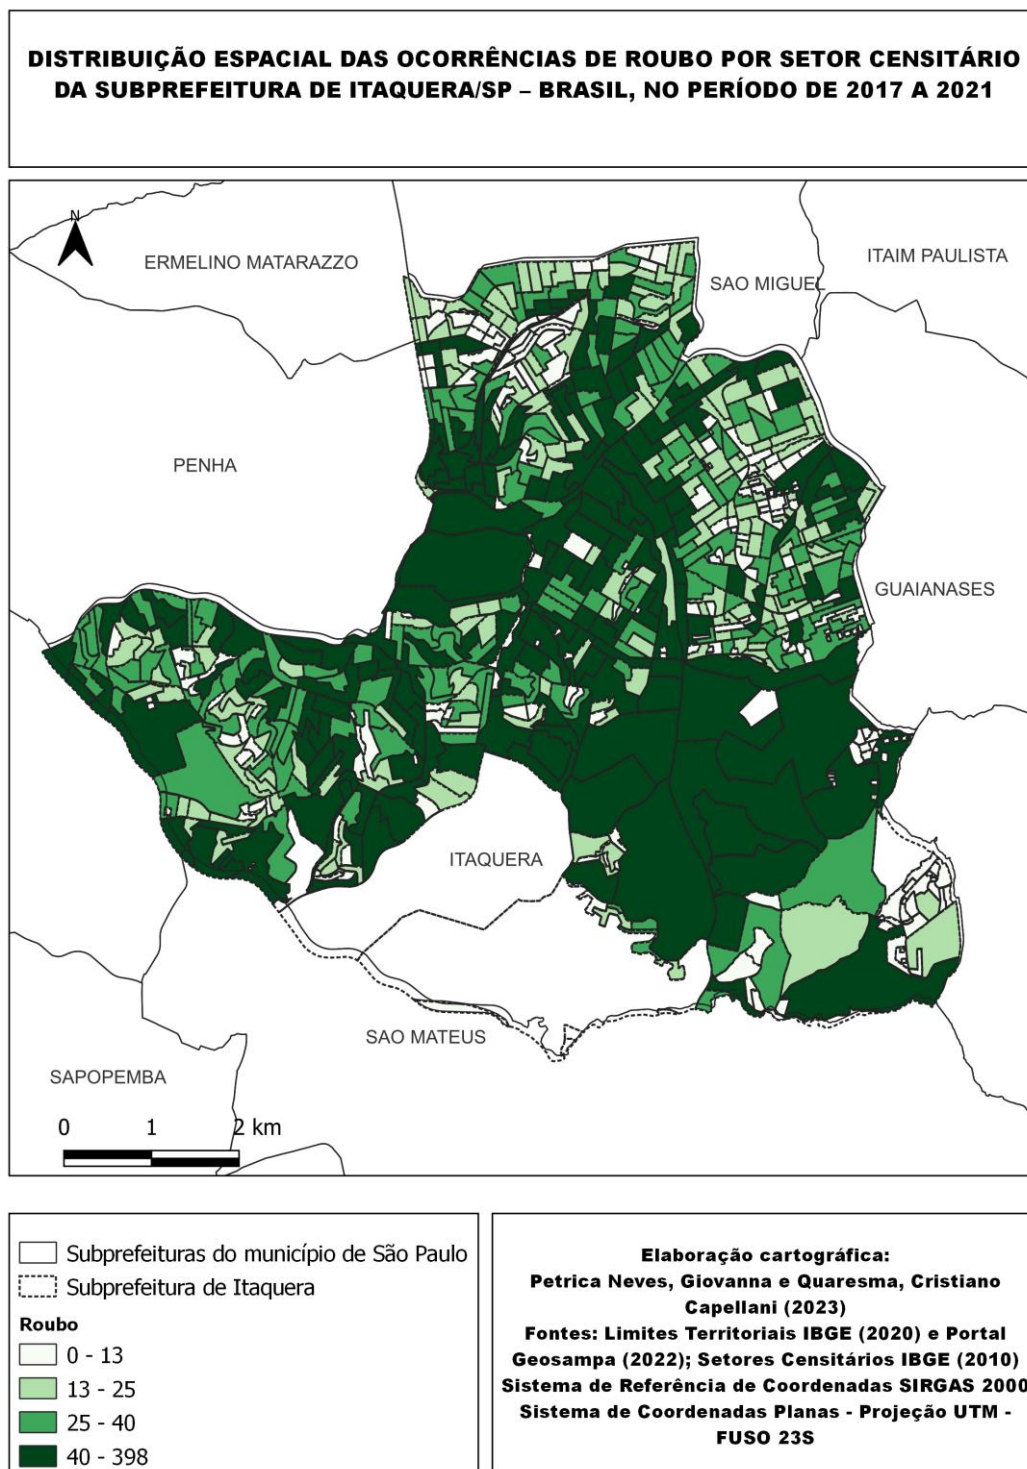 DISTRIBUIÇÃO ESPACIAL DAS OCORRÊNCIAS DE ROUBO POR SETOR CENSITÁRIO
DA SUBPREFEITURA DE ITAQUERA/SP – BRASIL, NO PERÍODO DE 2017 A 2021
N
ERMELINO MATARAZZO
ITAIM PAULISTA
SAO MIGUEL
PENHA
GUAIANASES
ITAQUERA
SAO MATEUS
SAPOPEMBA
0 1 2 km
Subprefeituras do município de São Paulo
Subprefeitura de Itaquera
Roubo
0 - 13
13 - 25
25 - 40
40 - 398
Elaboração cartográfica:
Petrica Neves, Giovanna e Quaresma, Cristiano
Capellani (2023)
Fontes: Limites Territoriais IBGE (2020) e Portal
Geosampa (2022); Setores Censitários IBGE (2010)
Sistema de Referência de Coordenadas SIRGAS 2000
Sistema de Coordenadas Planas - Projeção UTM -
FUSO 23S